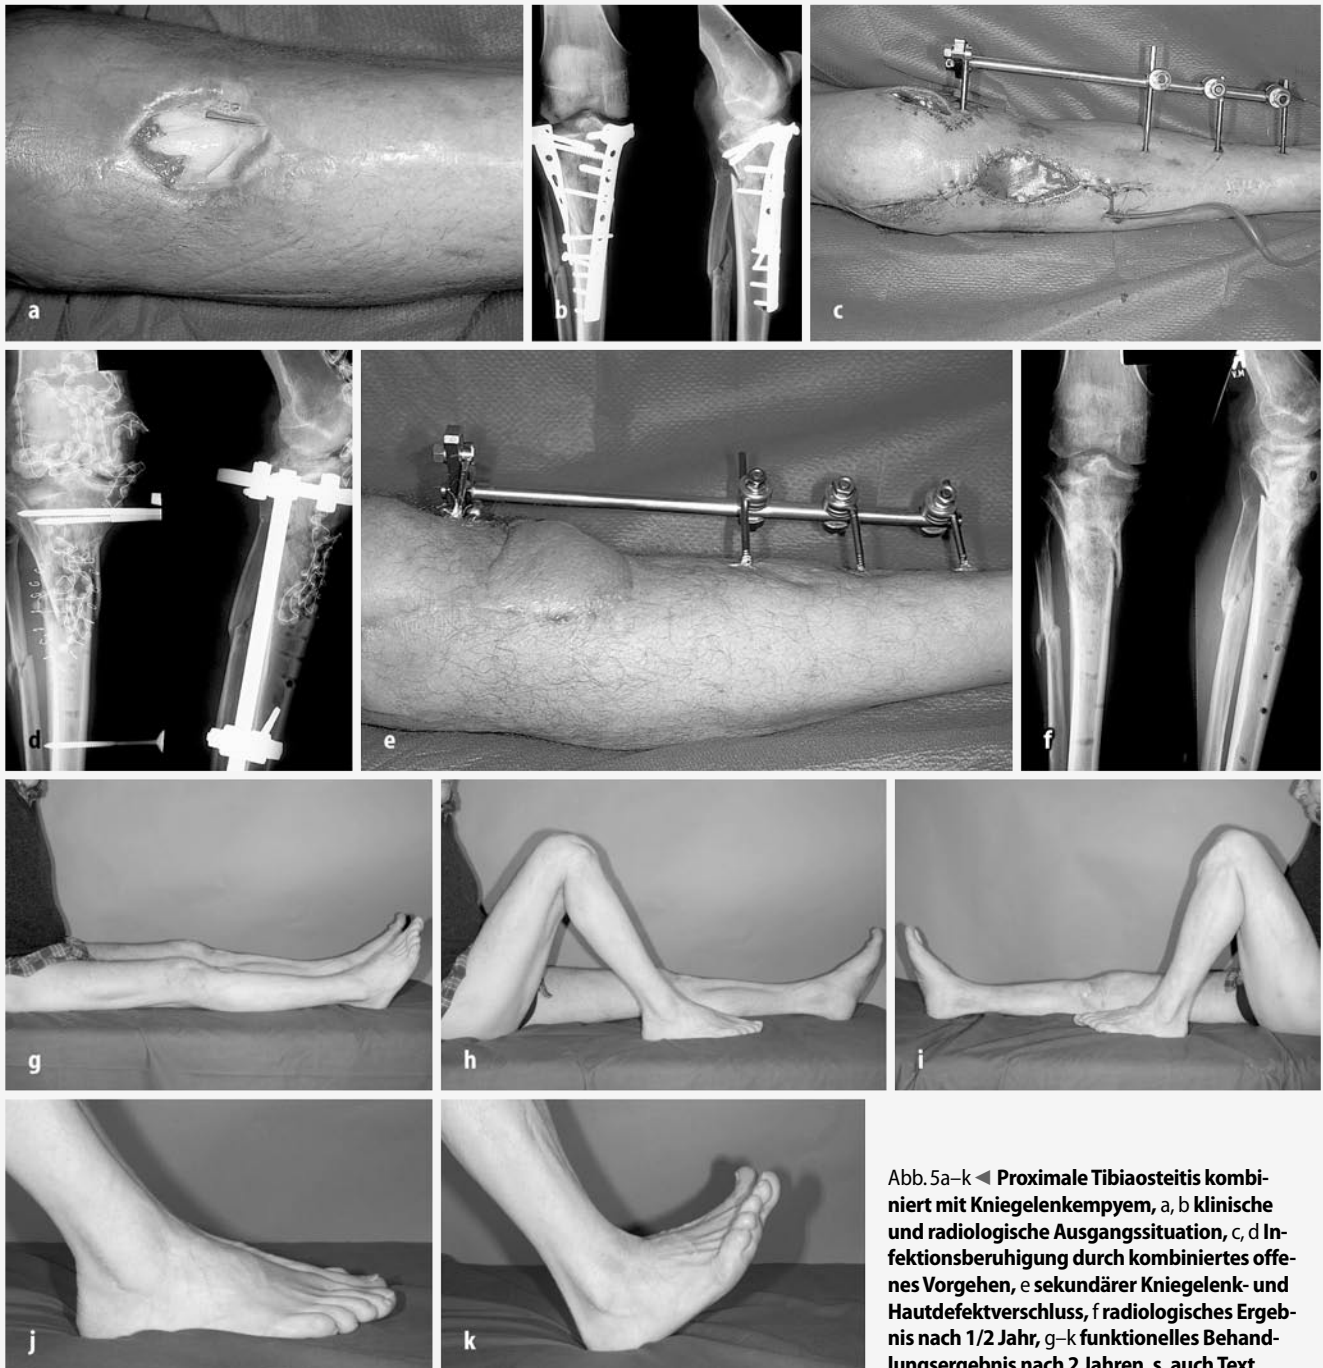 a
b
c
d
e
f
V.M
g
h
i
j
k
Abb. 5a–k ◄ Proximale Tibiaosteitis kombi-
niert mit Kniegelenkempyem, a, b klinische
und radiologische Ausgangssituation, c, d In-
fektionsberuhigung durch kombiniertes offe-
nes Vorgehen, e sekundärer Kniegelenk- und
Hautdefektverschluss, f radiologisches Ergeb-
nis nach 1/2 Jahr, g–k funktionelles Behand-
lungsergebnis nach 2 Jahren, s. auch Text